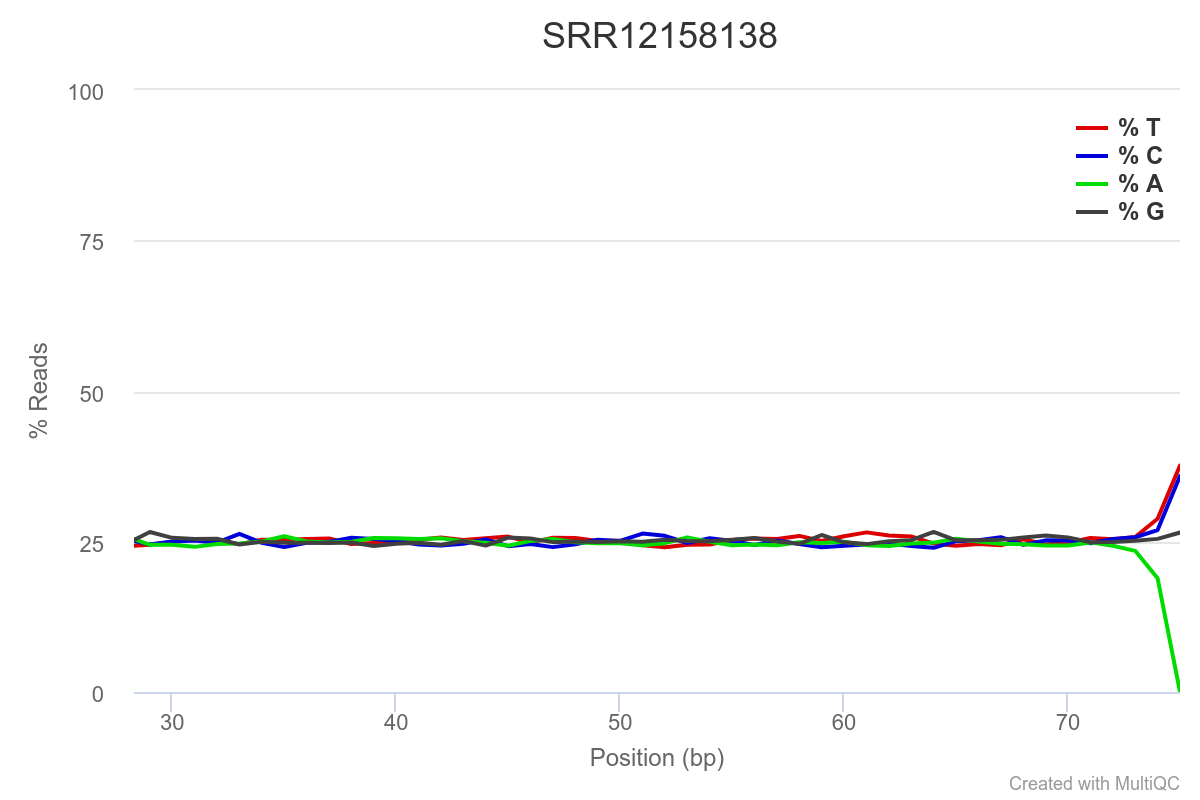 SRR12158138
100
75
50
25
0
% Reads
% T
% C
% A
% G
30 40 50 60 70
Position (bp)
Created with MultiQC